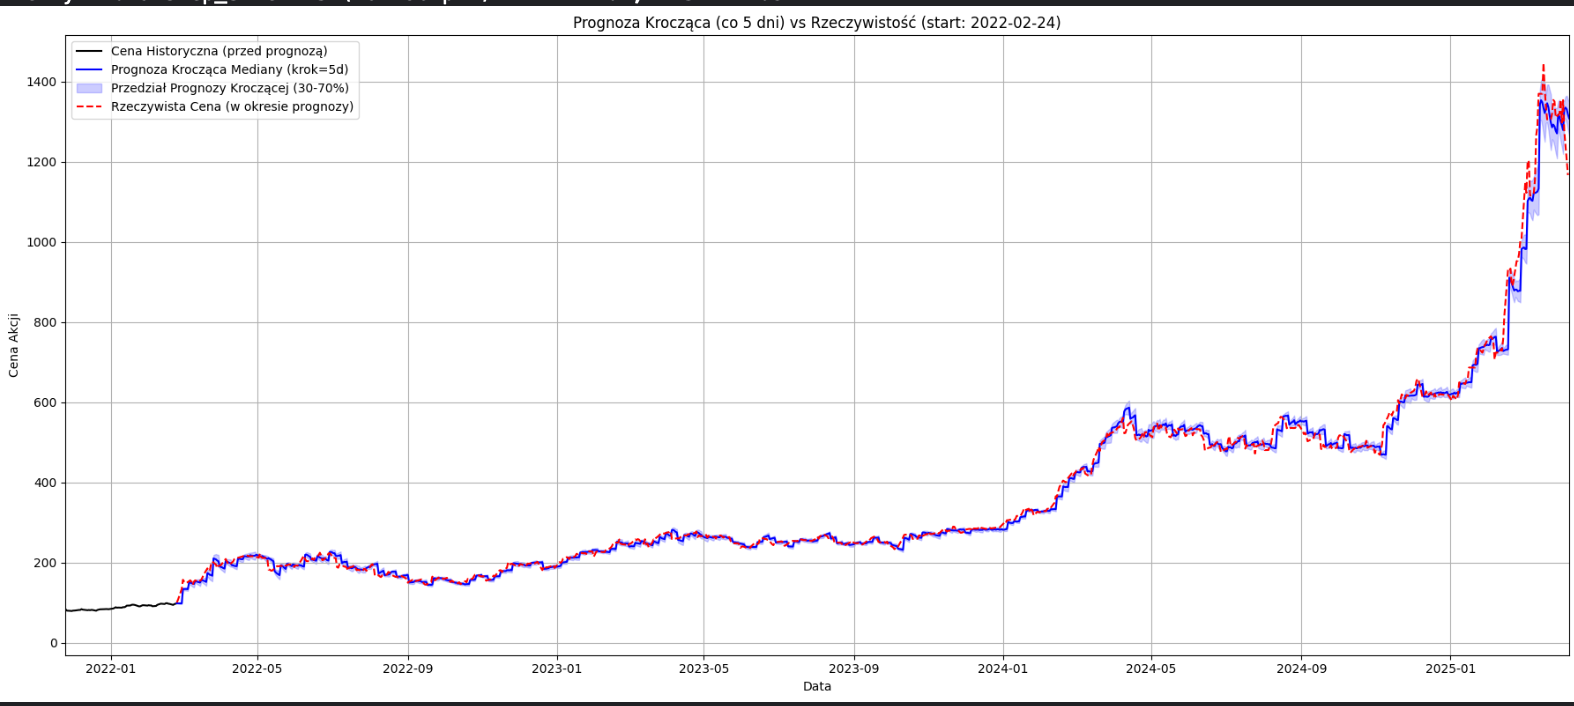 Prognoza Krocząca (co 5 dni) vs Rzeczywistość (start: 2022-02-24)
Cena Historyczna (przed prognozą)
Prognoza Krocząca Mediany (krok=5d)
Przedział Prognozy Kroczącej (30-70%)
Rzeczywista Cena (w okresie prognozy)
1400
1200
1000
800
600
400
200
0
Cena Akcji
2022-01
2022-05
2022-09
2023-01
2023-05
2023-09
2024-01
2024-05
2024-09
2025-01
Data